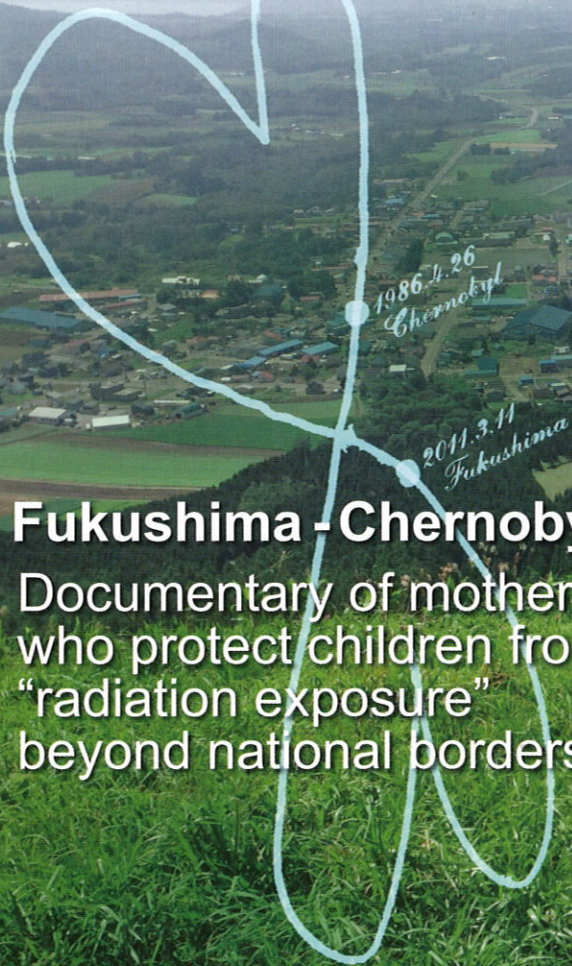 1986.4.26
Chernobyl
2011.3.11
Fukushima
Fukushima - Chernoby
Documentary of mother
who protect children fro
“radiation exposure”
beyond national borders